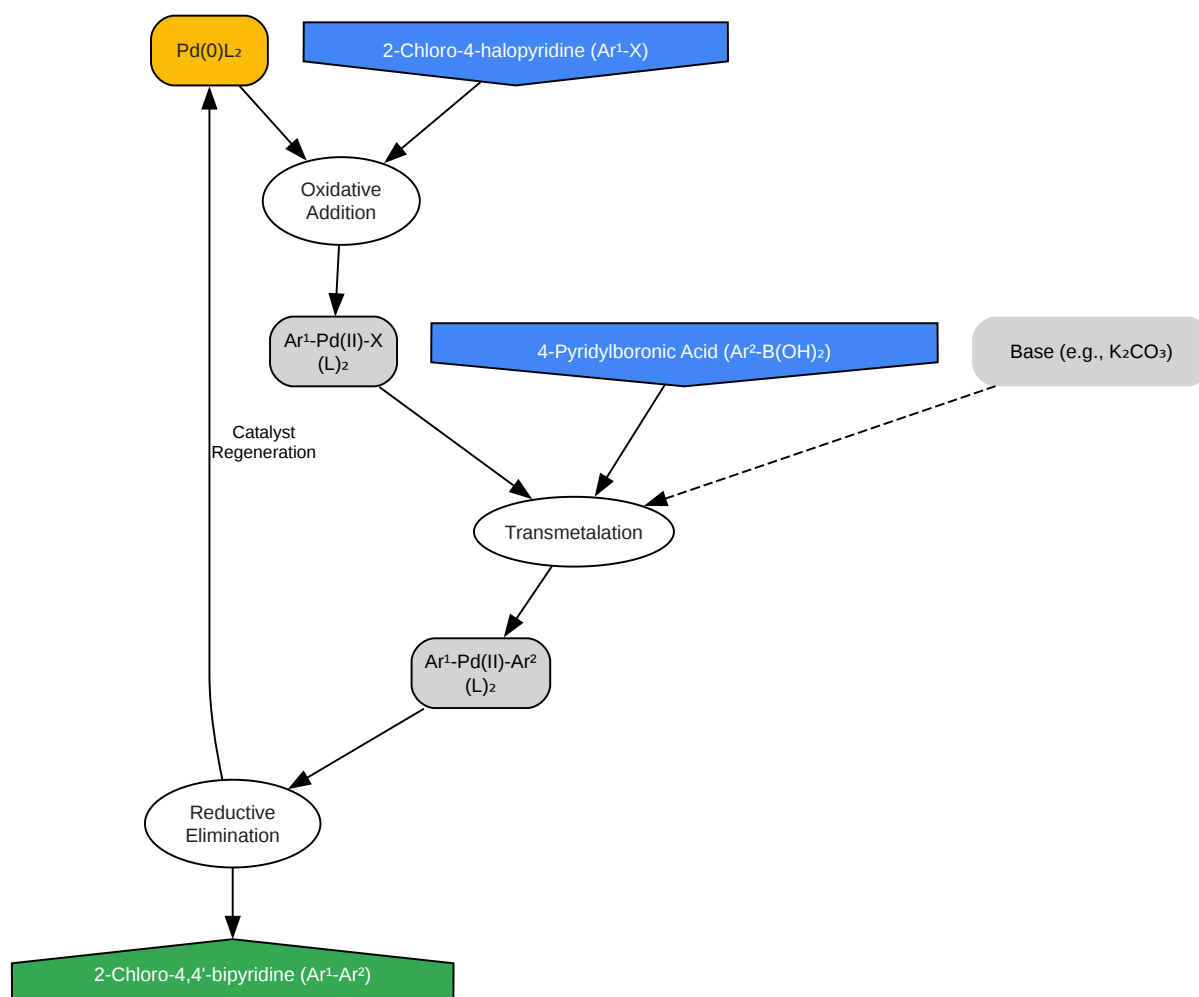 Pd(0)L₂
2-Chloro-4-halopyridine (Ar¹-X)
Oxidative
Addition
Ar¹-Pd(II)-X
(L)₂
4-Pyridylboronic Acid (Ar²-B(OH)₂)
Base (e.g., K₂CO₃)
Catalyst
Regeneration
Transmetalation
Ar¹-Pd(II)-Ar²
(L)₂
Reductive
Elimination
2-Chloro-4,4'-bipyridine (Ar¹-Ar²)